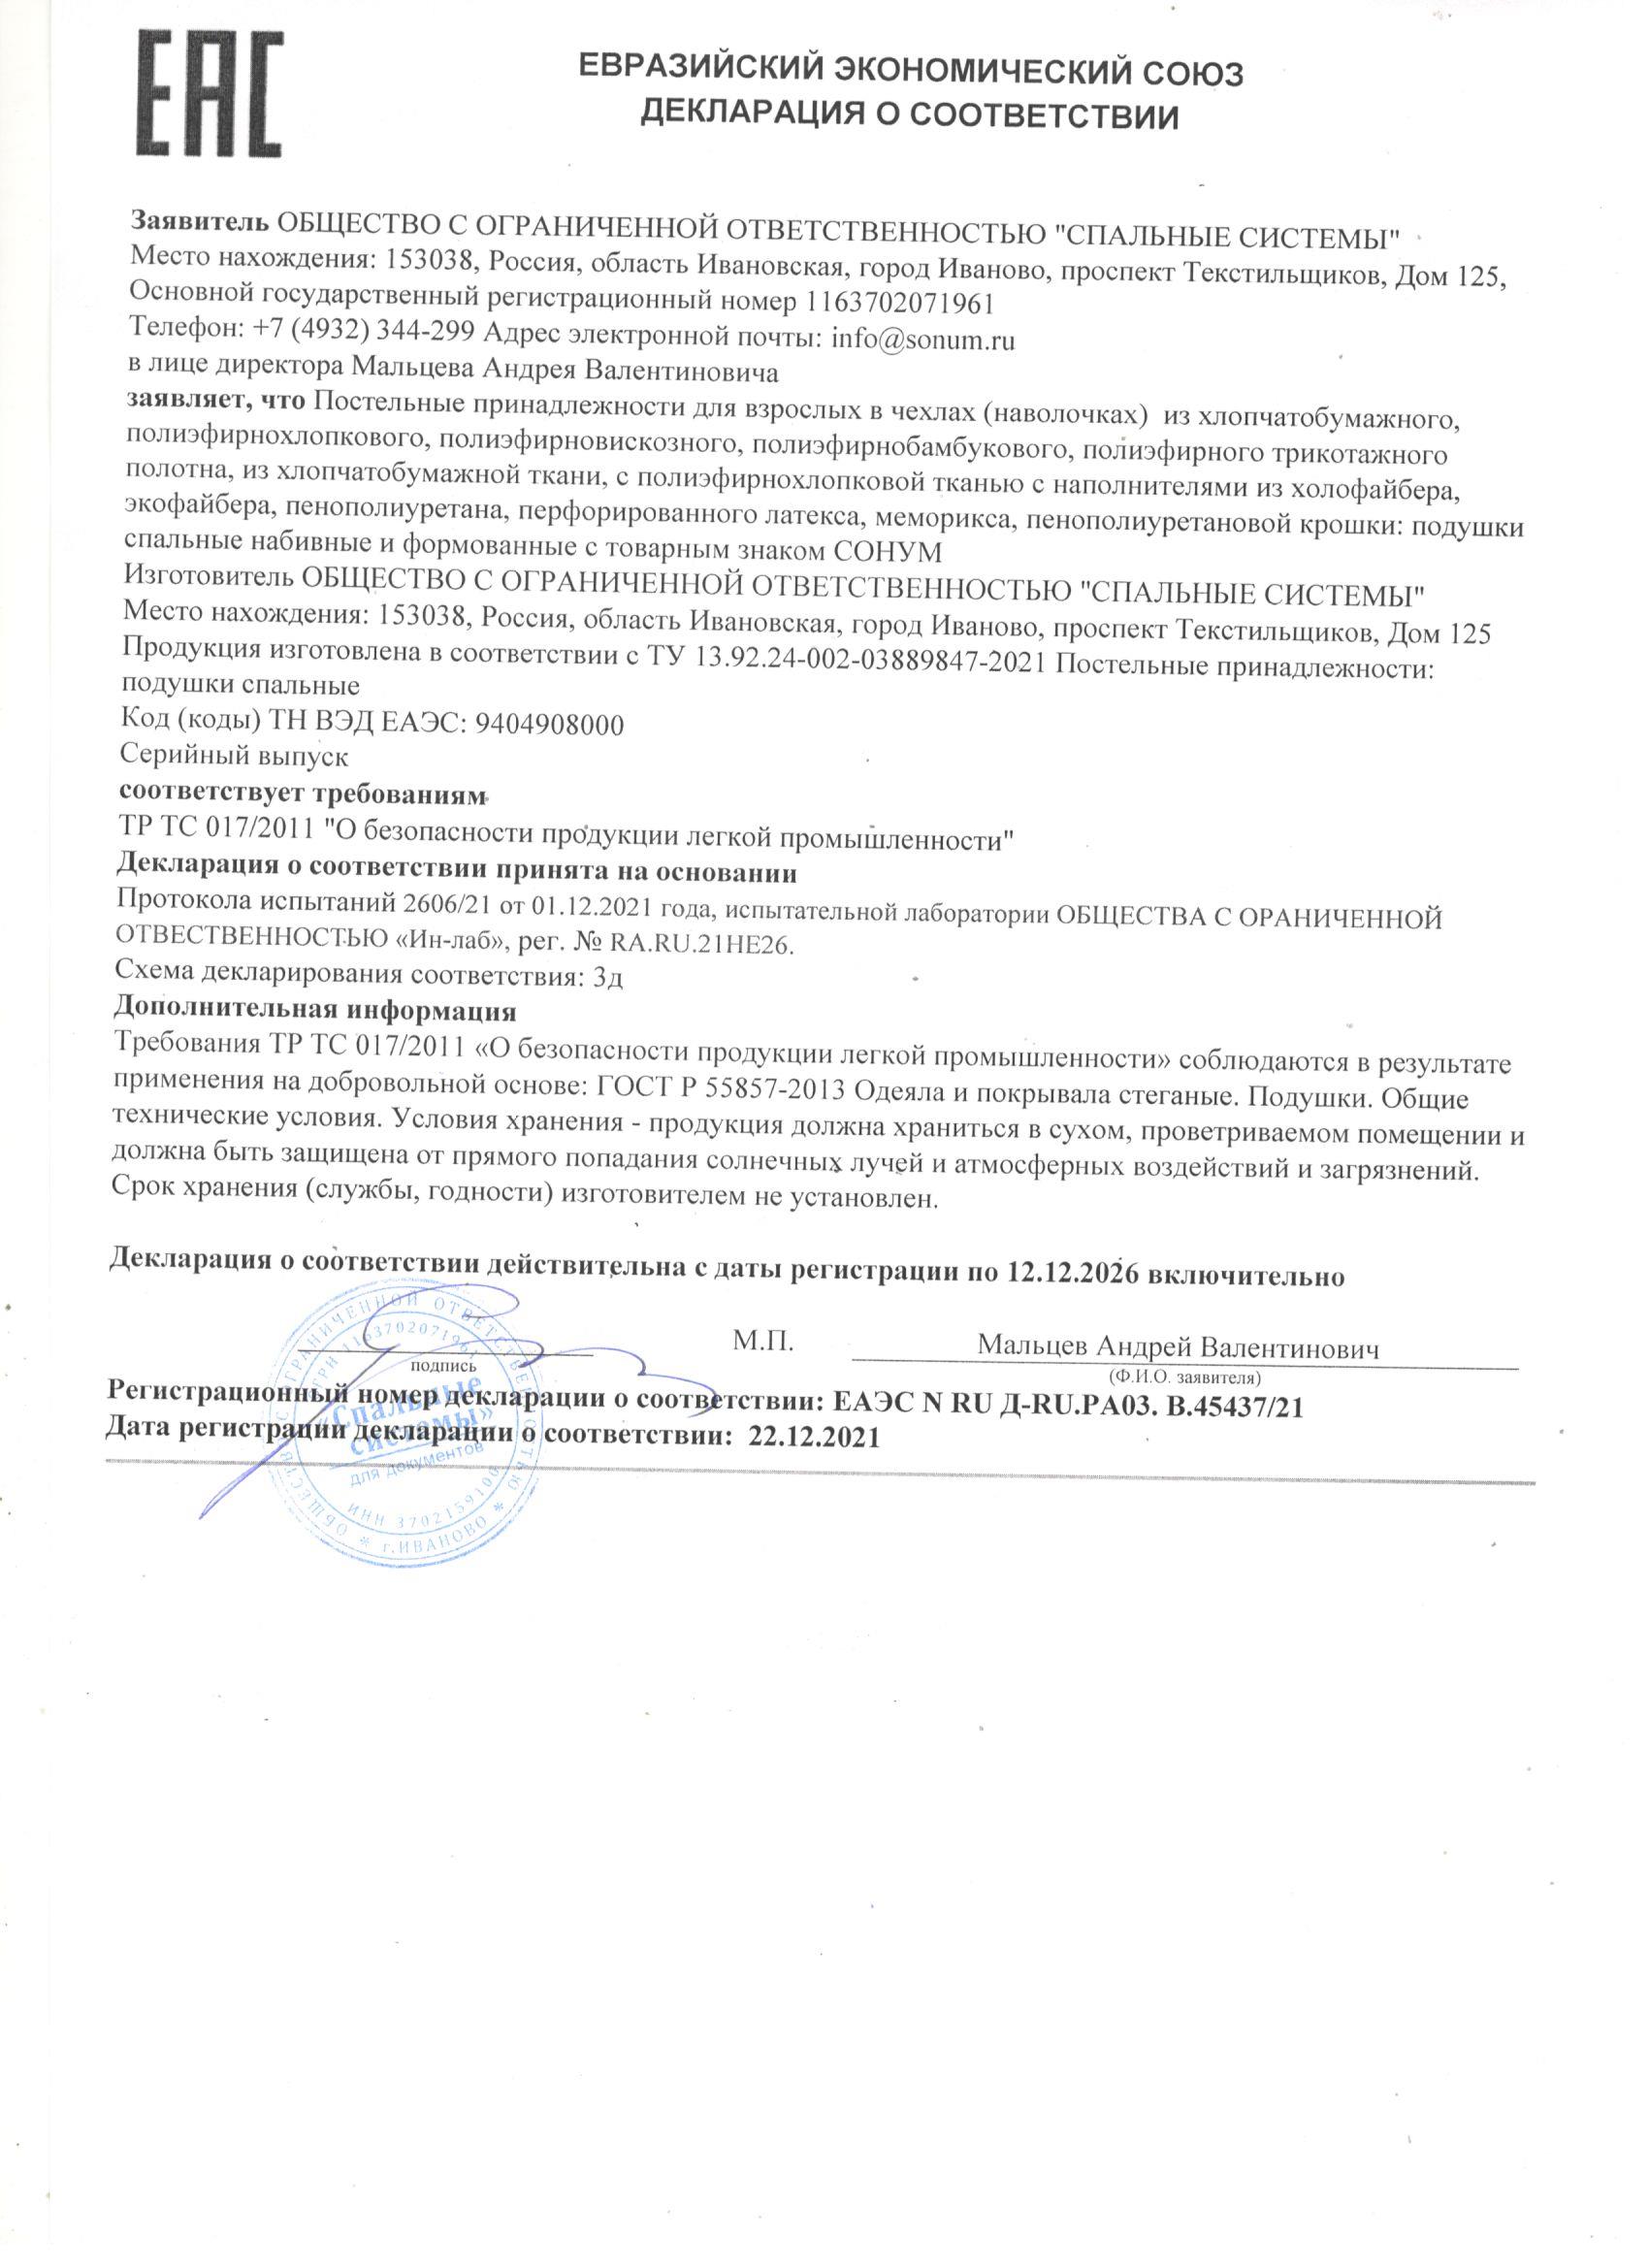 ЕАС
ЕВРАЗИЙСКИЙ ЭКОНОМИЧЕСКИЙ СОЮЗ
ДЕКЛАРАЦИЯ О СООТВЕТСТВИИ
Заявитель ОБЩЕСТВО С ОГРАНИЧЕННОЙ ОТВЕТСТВЕННОСТЬЮ "СПАЛЬНЫЕ СИСТЕМЫ"
Место нахождения: 153038, Россия, область Ивановская, город Иваново, проспект Текстильщиков, Дом 125,
Основной государственный регистрационный номер 1163702071961
Телефон: +7 (4932) 344-299 Адрес электронной почты: info@sonum.ru
в лице директора Мальцева Андрея Валентиновича
заявляет, что Постельные принадлежности для взрослых в чехлах (наволочках) из хлопчатобумажного,
полиэфирнохлопкового, полиэфирновискозного, полиэфирнобамбукового, полиэфирного трикотажного
полотна, из хлопчатобумажной ткани, с полиэфирнохлопковой тканью с наполнителями из холофайбера,
экофайбера, пенополиуретана, перфорированного латекса, меморикса, пенополиуретановой крошки: подушки
спальные набивные и формованные с товарным знаком СОНУМ
Изготовитель ОБЩЕСТВО С ОГРАНИЧЕННОЙ ОТВЕТСТВЕННОСТЬЮ "СПАЛЬНЫЕ СИСТЕМЫ"
Место нахождения: 153038, Россия, область Ивановская, город Иваново, проспект Текстильщиков, Дом 125
Продукция изготовлена в соответствии с ТУ 13.92.24-002-03889847-2021 Постельные принадлежности:
подушки спальные
Код (коды) ТН ВЭД ЕАЭС: 9404908000
Серийный выпуск
соответствует требованиям
ТР ТС 017/2011 "О безопасности продукции легкой промышленности"
Декларация о соответствии принята на основании
Протокола испытаний 2606/21 от 01.12.2021 года, испытательной лаборатории ОБЩЕСТВА С ОРАНИЧЕННОЙ
ОТВЕСТВЕННОСТЬЮ «Ин-лаб», рег. № RA.RU.21НЕ26.
Схема декларирования соответствия: 3д
Дополнительная информация
Требования ТР ТС 017/2011 «О безопасности продукции легкой промышленности» соблюдаются в результате
применения на добровольной основе: ГОСТ Р 55857-2013 Одеяла и покрывала стеганые. Подушки. Общие
технические условия. Условия хранения - продукция должна храниться в сухом, проветриваемом помещении и
должна быть защищена от прямого попадания солнечных лучей и атмосферных воздействий и загрязнений.
Срок хранения (службы, годности) изготовителем не установлен.
Декларация о соответствии действительна с даты регистрации по 12.12.2026 включительно
М.П. Мальцев Андрей Валентинович
подпись (Ф.И.О. заявителя)
Регистрационный номер декларации о соответствии: ЕАЭС N RU Д-RU.РА03. В.45437/21
Дата регистрации декларации о соответствии: 22.12.2021
ОБЩЕСТВО С ОГРАНИЧЕННОЙ ОТВЕТСТВЕННОСТЬЮ * г.ИВАНОВО *
ОГРН 1163702071961
«Спальные
системы»
для документов
ИНН 3702159100